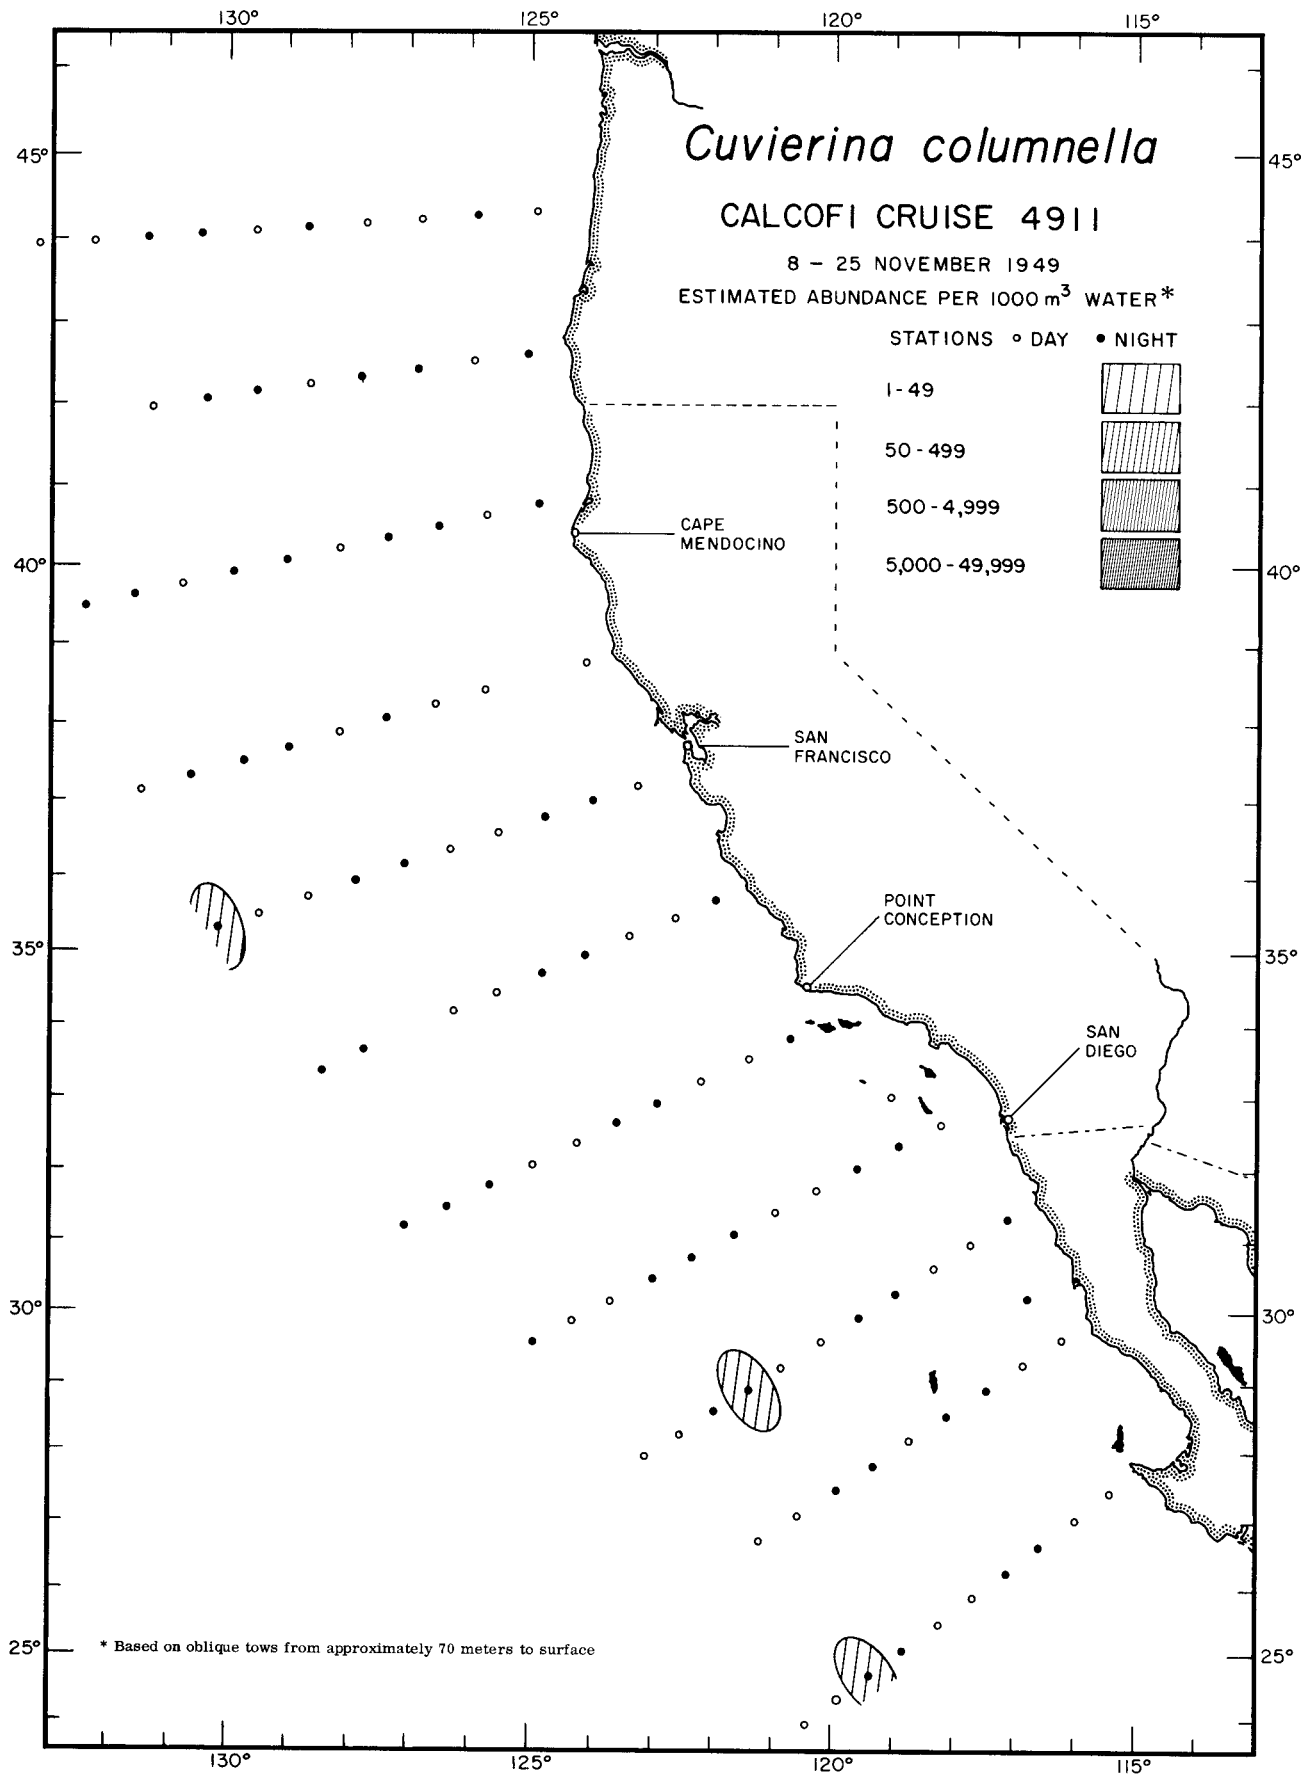 130° 125° 120° 115°
Cuvierina columnella
45° 45°
CALCOFI CRUISE 4911
8 – 25 NOVEMBER 1949
ESTIMATED ABUNDANCE PER 1000 m³ WATER*
STATIONS ○ DAY ● NIGHT
1-49
50-499
500-4,999
CAPE
MENDOCINO
5,000-49,999
40° 40°
SAN
FRANCISCO
POINT
CONCEPTION
35° 35°
SAN
DIEGO
30° 30°
* Based on oblique tows from approximately 70 meters to surface
25° 25°
130° 125° 120° 115°